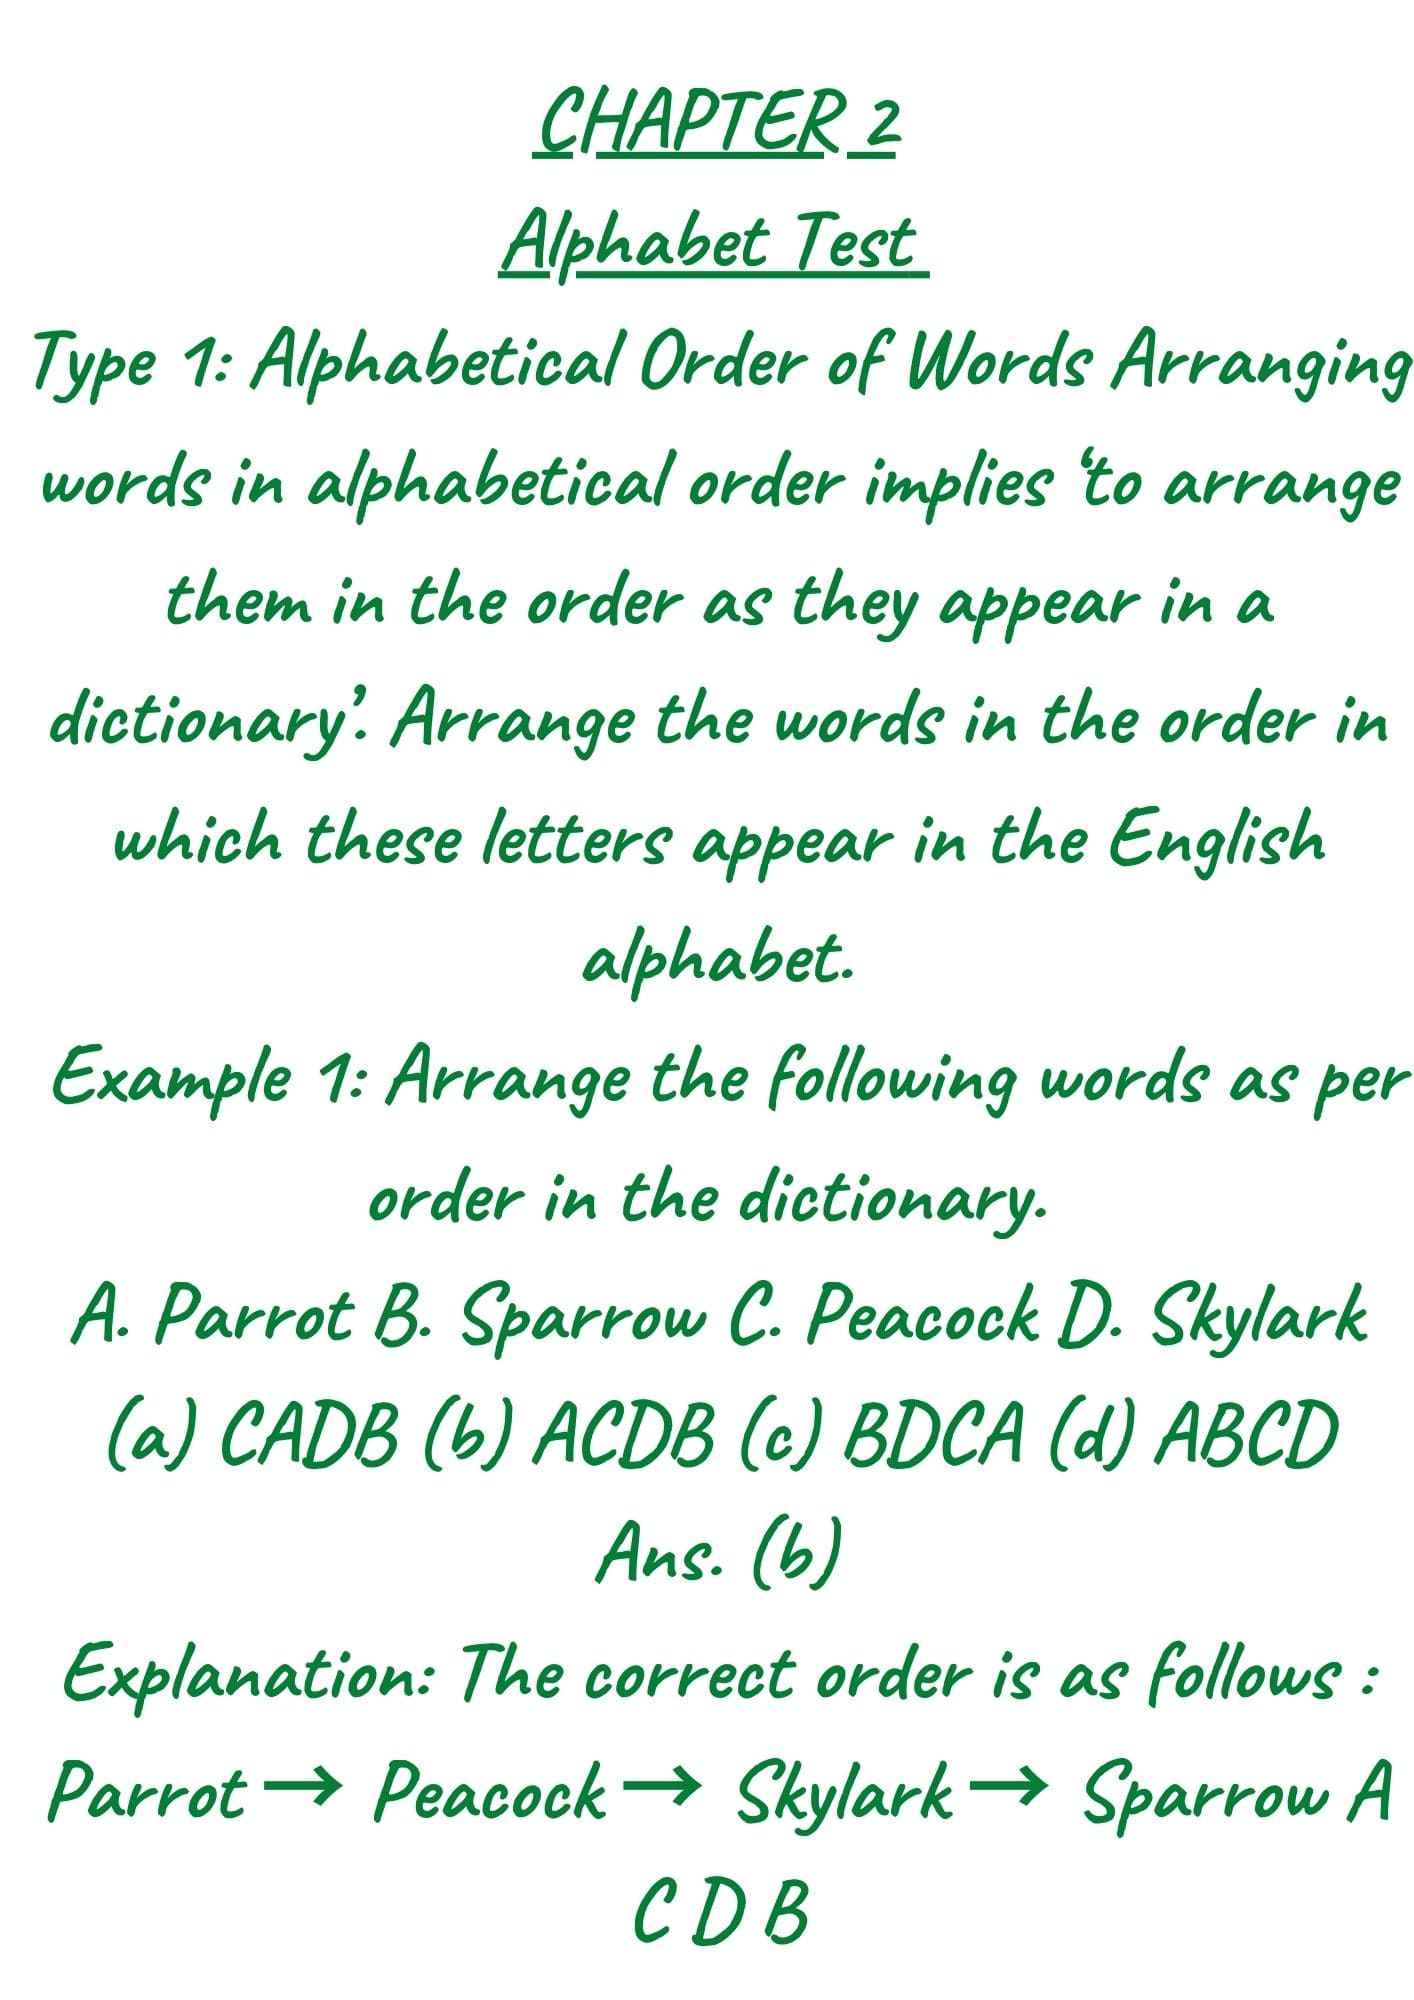 CHAPTER 2
Alphabet Test
Type 1: Alphabetical Order of Words Arranging
words in alphabetical order implies ‘to arrange
them in the order as they appear in a
dictionary’. Arrange the words in the order in
which these letters appear in the English
alphabet.
Example 1: Arrange the following words as per
order in the dictionary.
A. Parrot B. Sparrow C. Peacock D. Skylark
(a) CADB (b) ACDB (c) BDCA (d) ABCD
Ans. (b)
Explanation: The correct order is as follows :
Parrot → Peacock → Skylark → Sparrow A
C D B